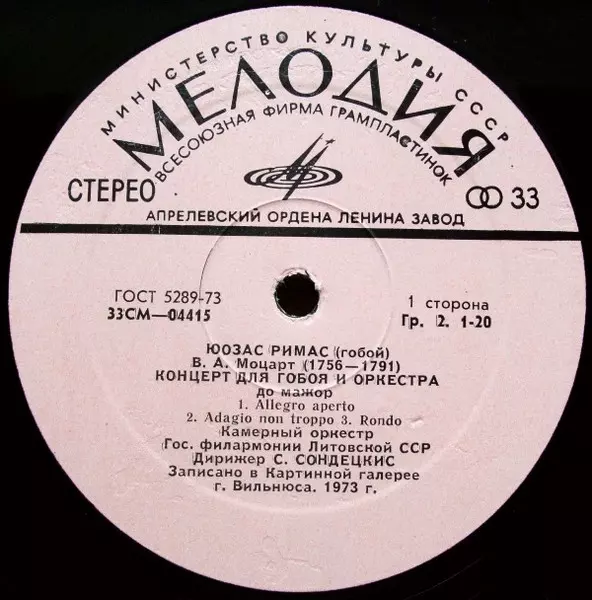 МИНИСТЕРСТВО КУЛЬТУРЫ СССР
МЕЛОДИЯ
ВСЕСОЮЗНАЯ ФИРМА ГРАМПЛАСТИНОК
СТЕРЕО
33
АПРЕЛЕВСКИЙ ОРДЕНА ЛЕНИНА ЗАВОД
ГОСТ 5289-73
33СМ—04415
1 сторона
Гр. 2. 1-20
ЮОЗАС РИМАС (гобой)
В. А. Моцарт (1756—1791)
КОНЦЕРТ ДЛЯ ГОБОЯ И ОРКЕСТРА
до мажор
1. Allegro aperto
2. Adagio non troppo 3. Rondo
Камерный оркестр
Гос. филармонии Литовской ССР
Дирижер С. СОНДЕЦКИС
Записано в Картинной галерее
г. Вильнюса. 1973 г.